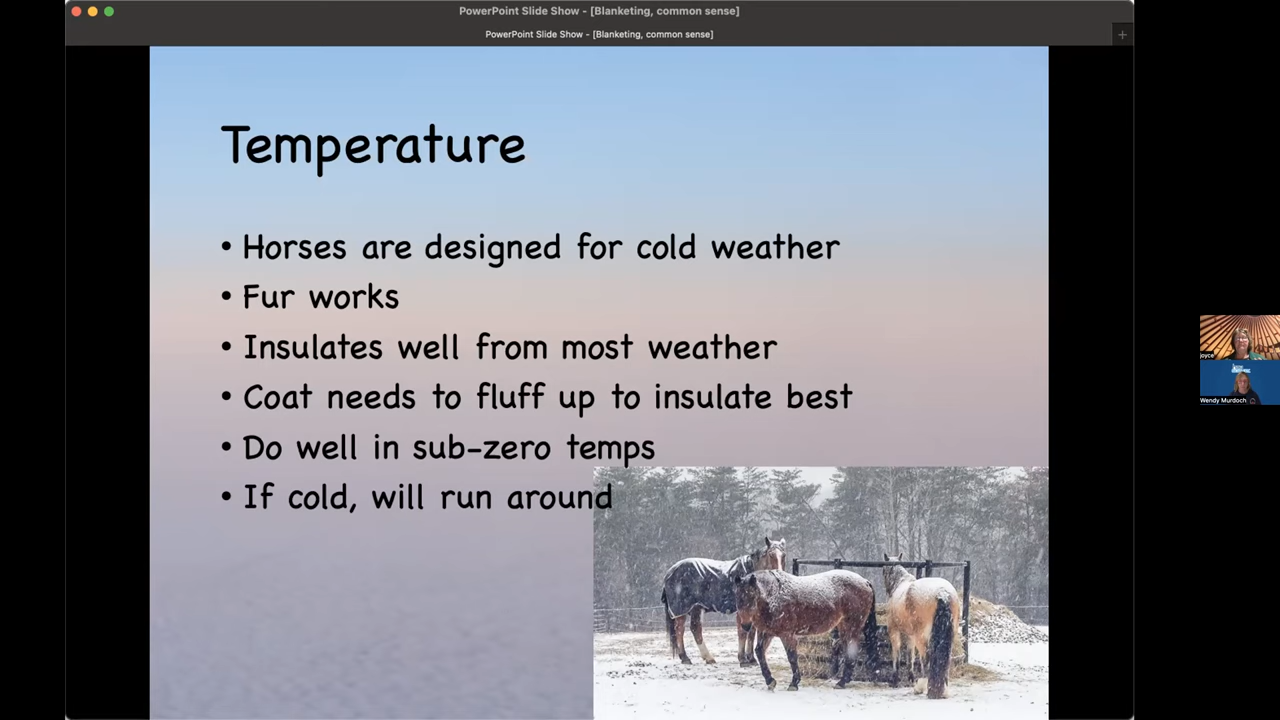 PowerPoint Slide Show - [Blanketing, common sense]
PowerPoint Slide Show - [Blanketing, common sense]
Temperature
• Horses are designed for cold weather
• Fur works
• Insulates well from most weather
• Coat needs to fluff up to insulate best
• Do well in sub-zero temps
• If cold, will run around
joyce
Wendy Murdoch